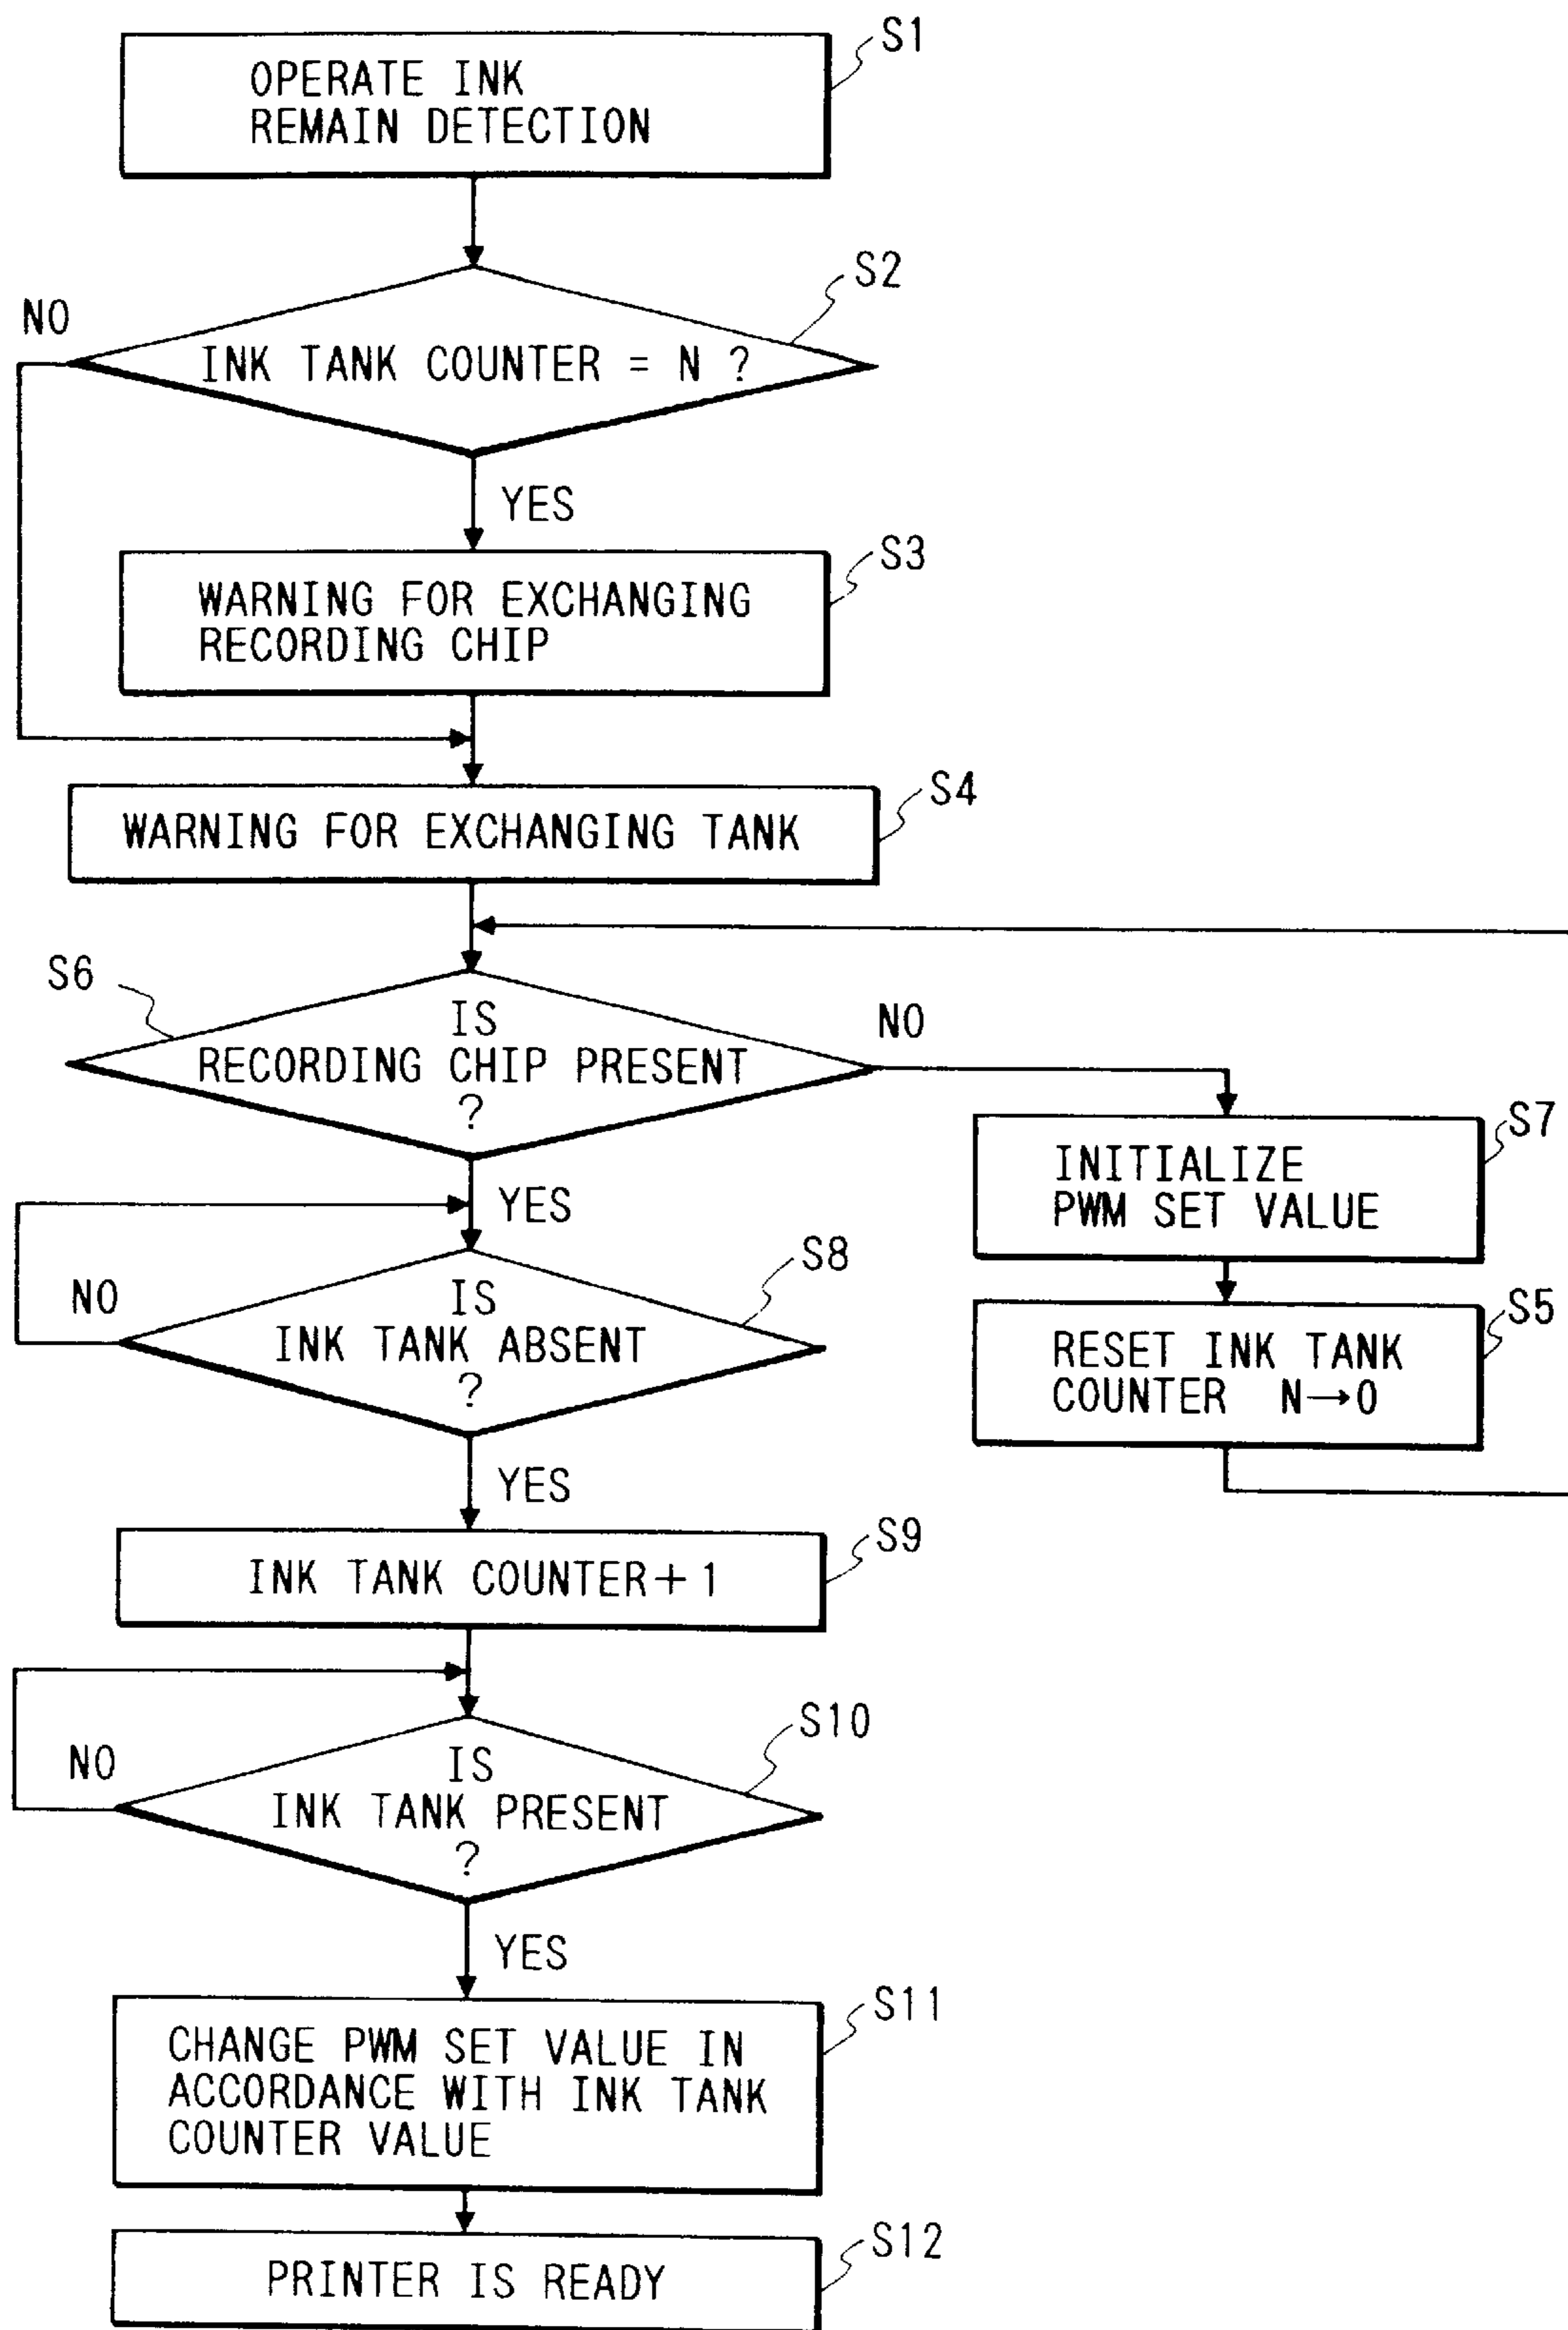 S1
OPERATE INK
REMAIN DETECTION
S2
NO
INK TANK COUNTER = N ?
YES
S3
WARNING FOR EXCHANGING
RECORDING CHIP
S4
WARNING FOR EXCHANGING TANK
S6
IS
RECORDING CHIP PRESENT
?
NO
YES
S7
INITIALIZE
PWM SET VALUE
S8
NO
IS
INK TANK ABSENT
?
S5
RESET INK TANK
COUNTER N→0
YES
S9
INK TANK COUNTER+1
S10
NO
IS
INK TANK PRESENT
?
YES
S11
CHANGE PWM SET VALUE IN
ACCORDANCE WITH INK TANK
COUNTER VALUE
S12
PRINTER IS READY